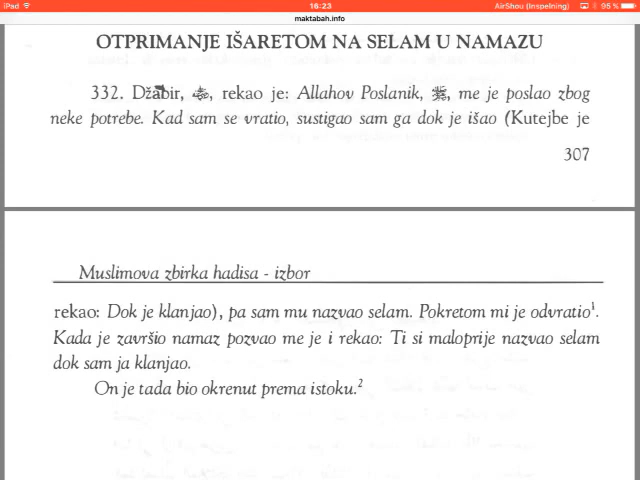 iPad
16:23
AirShou (Inspelning)
95 %
maktabah.info
OTPRIMANJE IŠARETOM NA SELAM U NAMAZU
332. Džabir, ؓ, rekao je: Allahov Poslanik, ﷺ, me je poslao zbog
neke potrebe. Kad sam se vratio, sustigao sam ga dok je išao (Kutejbe je
307
Muslimova zbirka hadisa - izbor
rekao: Dok je klanjao), pa sam mu nazvao selam. Pokretom mi je odvratio¹.
Kada je završio namaz pozvao me je i rekao: Ti si maloprije nazvao selam
dok sam ja klanjao.
On je tada bio okrenut prema istoku.²